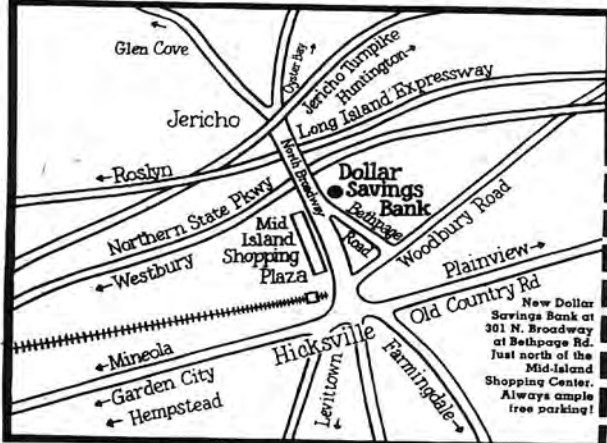 Glen Cove
Oyster Bay
Jericho Turnpike
Huntington
Long Island Expressway
Jericho
Roslyn
North Broadway
Dollar
Savings
Bank
Northern State Pkwy
Bethpage
Road
Woodbury Road
Mid
Island
Shopping
Plaza
Westbury
Plainview
Old Country Rd
Hicksville
Mineola
Garden City
Hempstead
Levittown
Farmingdale
New Dollar
Savings Bank at
301 N. Broadway
at Bethpage Rd.
Just north of the
Mid-Island
Shopping Center.
Always ample
free parking!